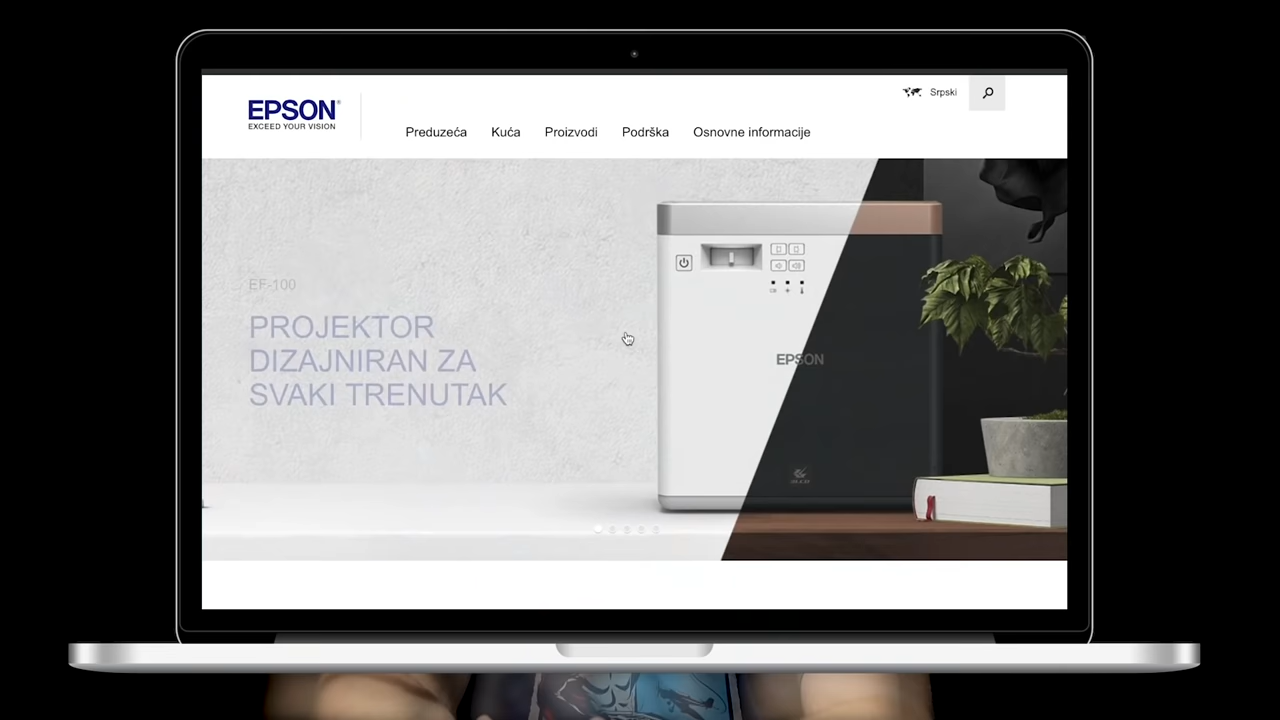 EPSON®
EXCEED YOUR VISION
Srpski
Preduzeća Kuća Proizvodi Podrška Osnovne informacije
EF-100
PROJEKTOR
DIZAJNIRAN ZA
SVAKI TRENUTAK
EPSON